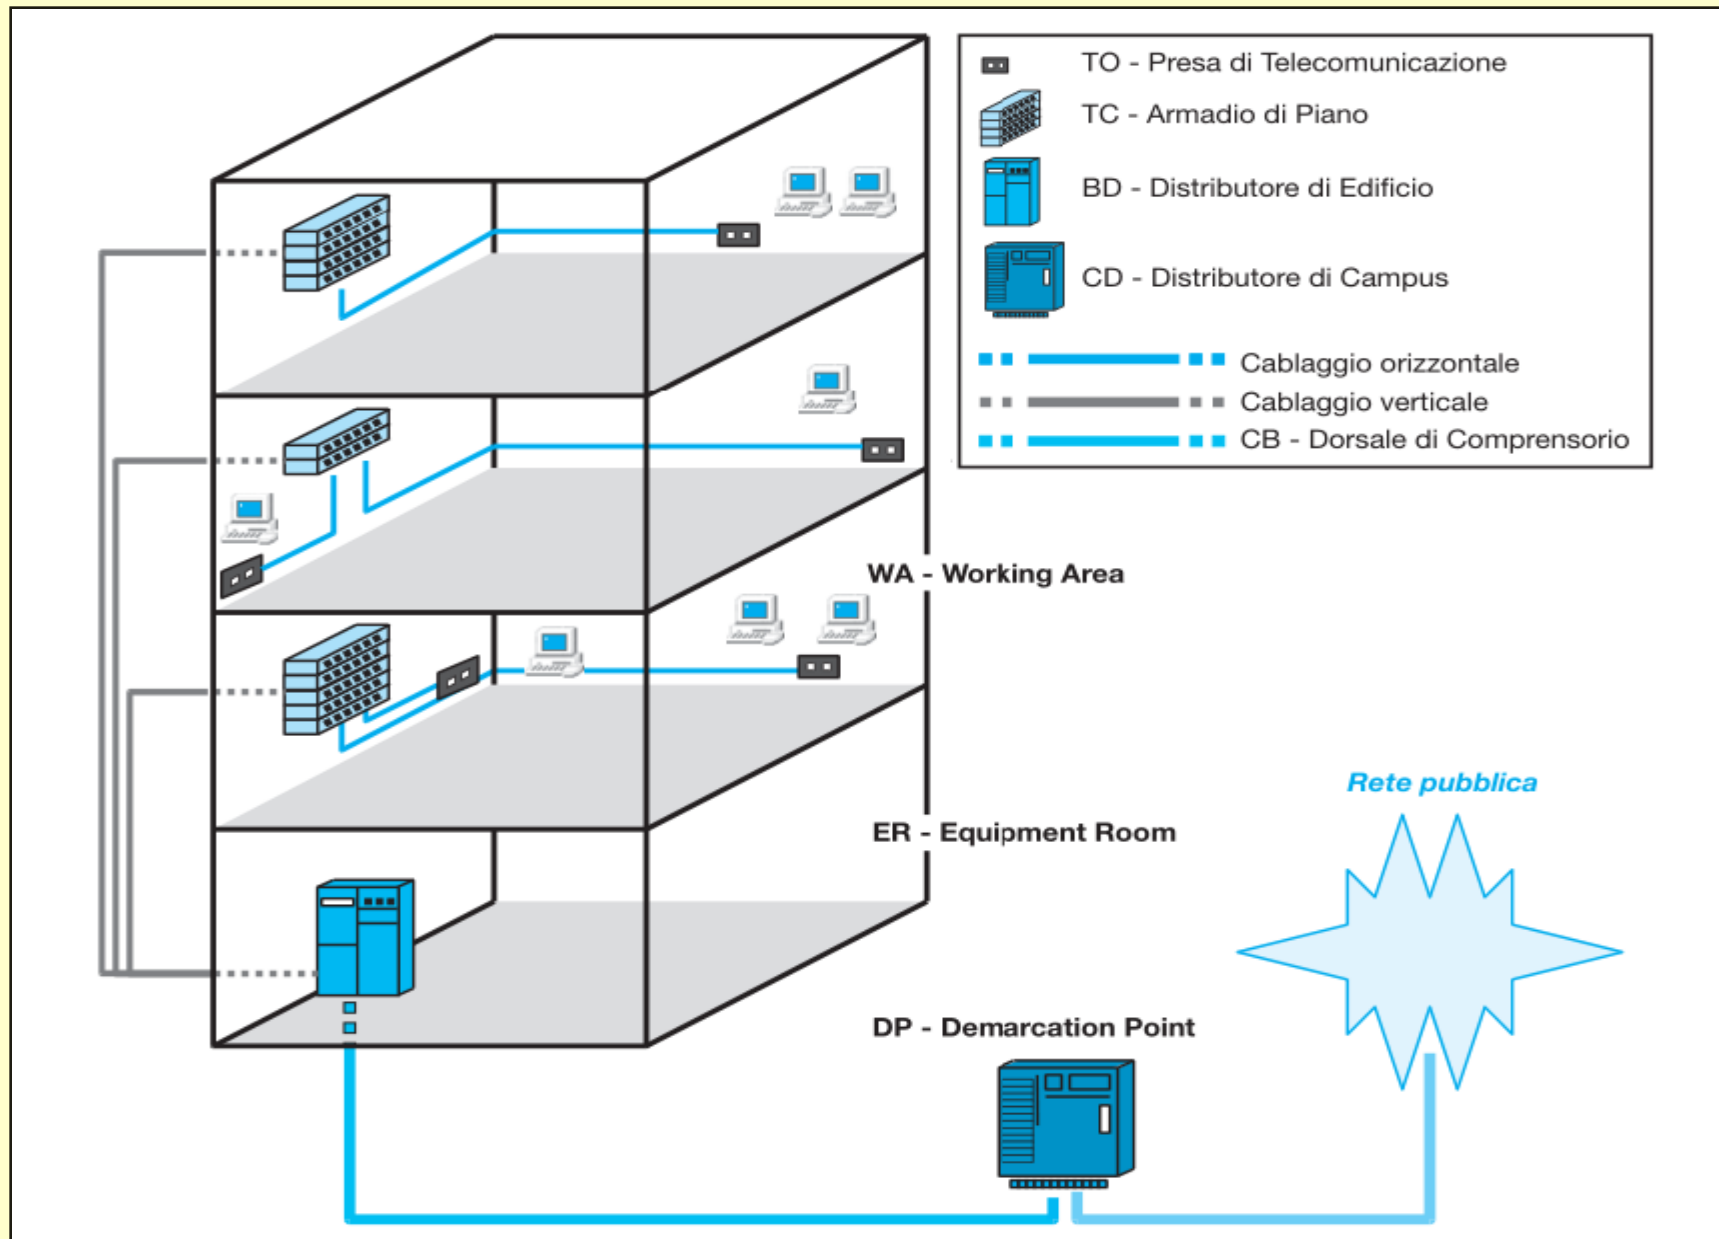 TO - Presa di Telecomunicazione
TC - Armadio di Piano
BD - Distributore di Edificio
CD - Distributore di Campus
Cablaggio orizzontale
Cablaggio verticale
CB - Dorsale di Comprensorio
WA - Working Area
ER - Equipment Room
Rete pubblica
DP - Demarcation Point